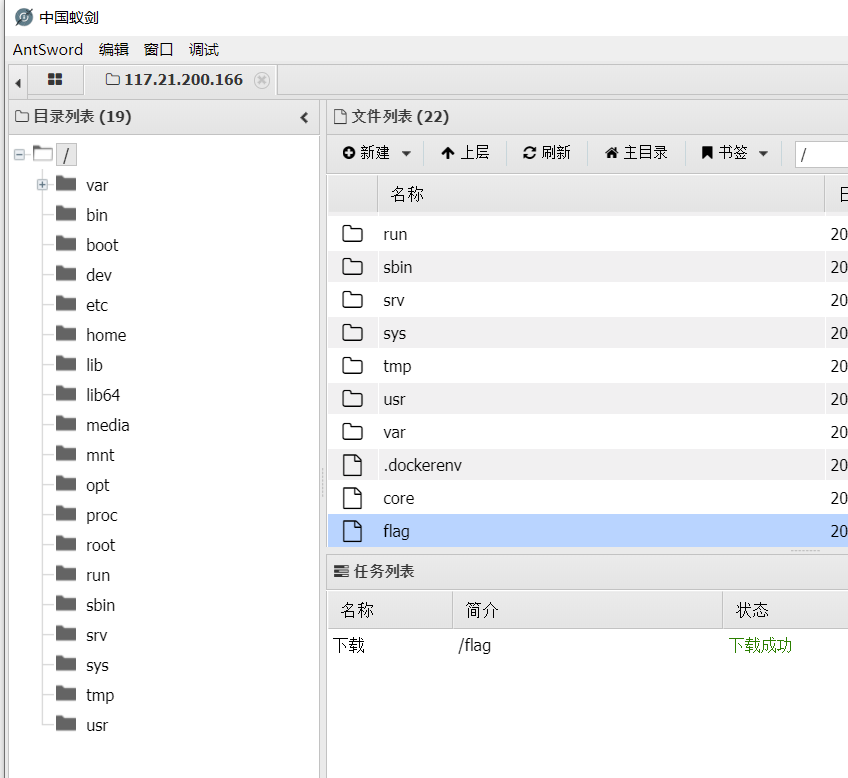 中国蚁剑
AntSword 编辑 窗口 调试
117.21.200.166
目录列表 (19)
/
var
bin
boot
dev
etc
home
lib
lib64
media
mnt
opt
proc
root
run
sbin
srv
sys
tmp
usr
文件列表 (22)
新建 上层 刷新 主目录 书签 /
名称 日
run 20
sbin 20
srv 20
sys 20
tmp 20
usr 20
var 20
.dockerenv 20
core 20
flag 20
任务列表
名称 简介 状态
下载 /flag 下载成功